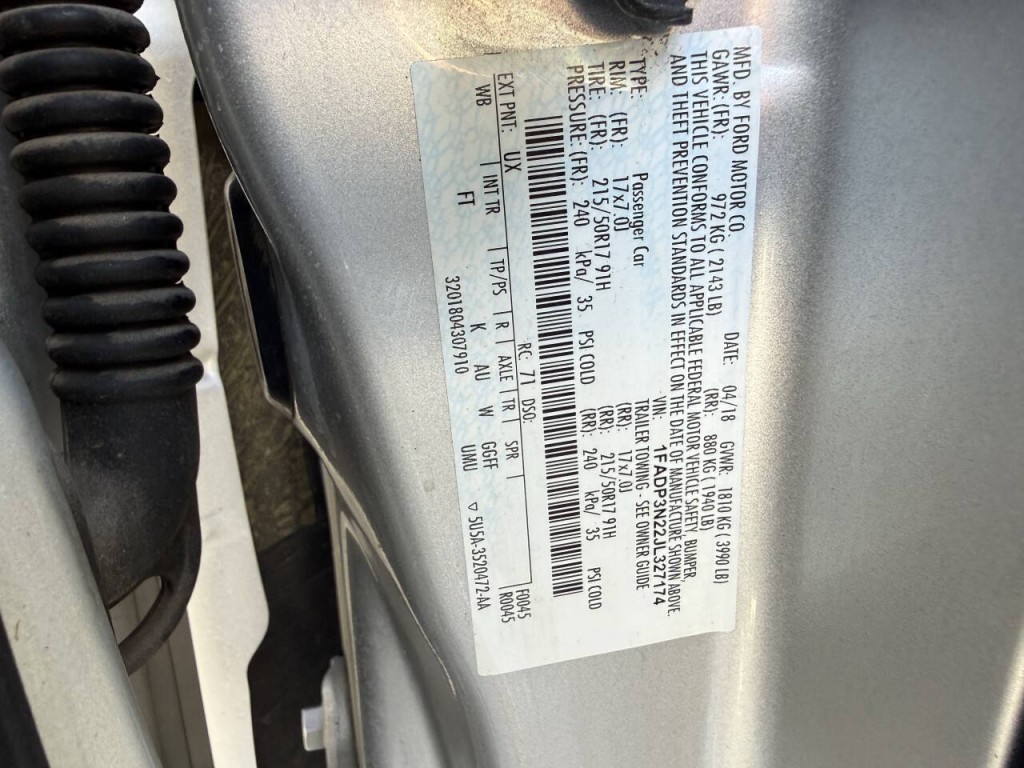 MFD. BY FORD MOTOR CO. DATE: 04/18 GVWR: 1810 KG ( 3990 LB)
GAWR: (FR): 972 KG ( 2143 LB) (RR): 880 KG ( 1940 LB)
THIS VEHICLE CONFORMS TO ALL APPLICABLE FEDERAL MOTOR VEHICLE SAFETY, BUMPER,
AND THEFT PREVENTION STANDARDS IN EFFECT ON THE DATE OF MANUFACTURE SHOWN ABOVE.
VIN: 1FADP3N22JL327174
TYPE: Passenger Car TRAILER TOWING - SEE OWNER GUIDE
RIM: (FR): 17x7.0J (RR): 17x7.0J
TIRE: (FR): 215/50R17 91H (RR): 215/50R17 91H
PRESSURE: (FR): 240 kPa/ 35 PSI COLD (RR): 240 kPa/ 35 PSI COLD
RC: 71 DSO: F0045
EXT PNT: UX R0045
WB INT TR TP/PS R AXLE TR SPR
FT K AU W GGFF ▽ 5U5A-3520472-AA
3201804307910 UMU